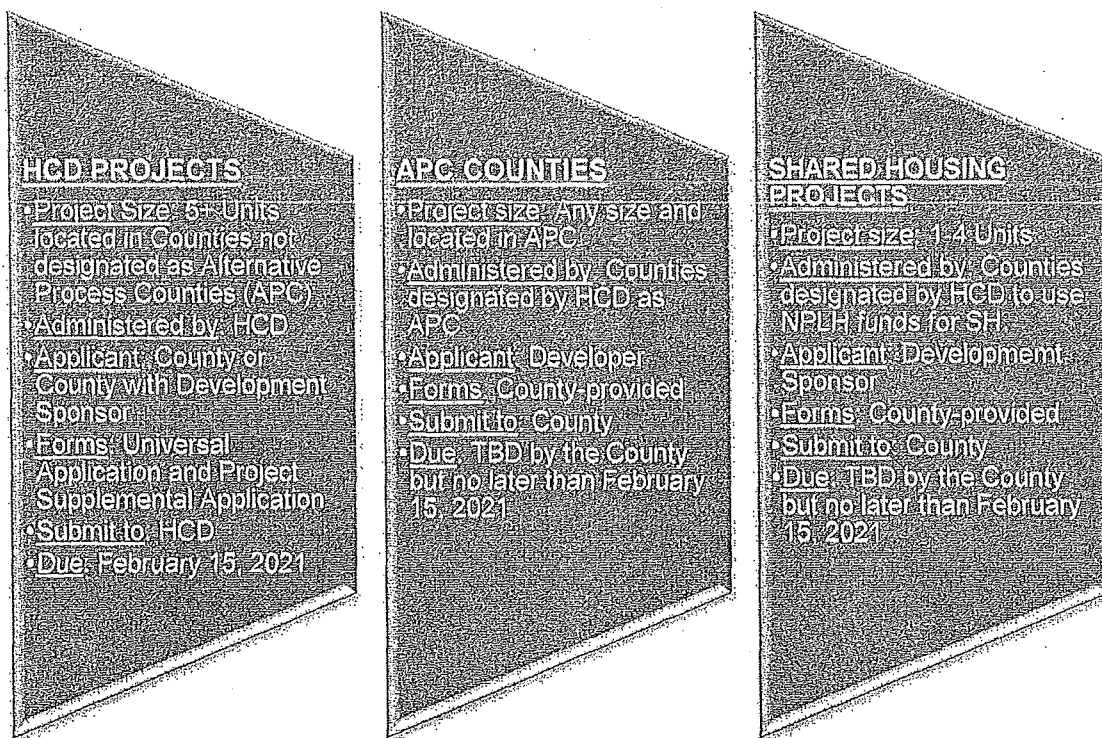 HCD PROJECTS
•Project Size: 5+ Units
located in Counties not
designated as Alternative
Process Counties (APC)
•Administered by: HCD
•Applicant: County or
County with Development
Sponsor
•Forms: Universal
Application and Project
Supplemental Application
•Submit to: HCD
•Due: February 15, 2021
APC COUNTIES
•Project size: Any size and
located in APC
•Administered by: Counties
designated by HCD as
APC
•Applicant: Developer
•Forms: County-provided
•Submit to: County
•Due: TBD by the County
but no later than February
15, 2021
SHARED HOUSING
PROJECTS
•Project size: 1-4 Units
•Administered by: Counties
designated by HCD to use
NPLH funds for SH
•Applicant: Developmemt
Sponsor
•Forms: County-provided
•Submit to: County
•Due: TBD by the County
but no later than February
15, 2021